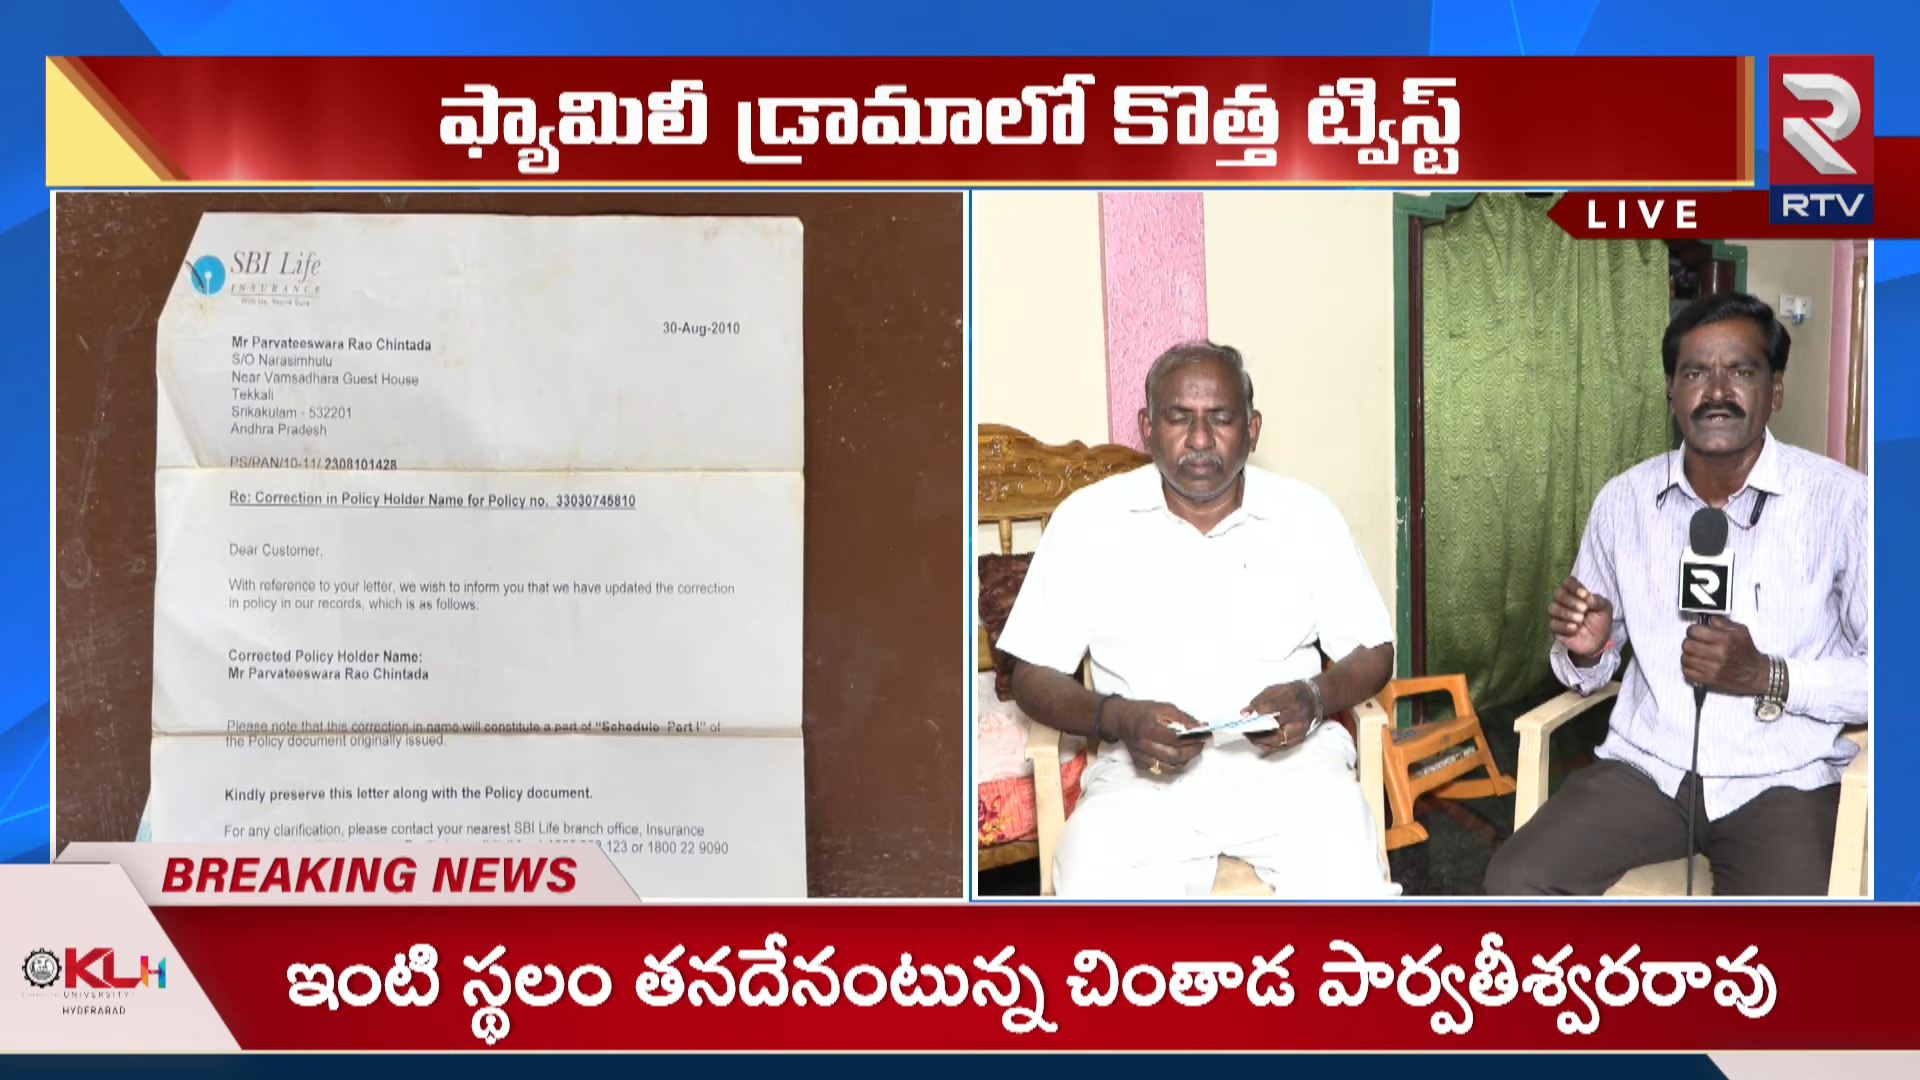 ఫ్యామిలీ డ్రామాలో కొత్త ట్విస్ట్
RTV
LIVE
SBI Life
INSURANCE
With Us, You're Sure
30-Aug-2010
Mr Parvateeswara Rao Chintada
S/O Narasimhulu
Near Vamsadhara Guest House
Tekkali
Srikakulam - 532201
Andhra Pradesh
PS/PAN/10-11/ 2308101428
Re: Correction in Policy Holder Name for Policy no. 33030745810
Dear Customer,
With reference to your letter, we wish to inform you that we have updated the correction
in policy in our records, which is as follows:
Corrected Policy Holder Name:
Mr Parvateeswara Rao Chintada
Please note that this correction in name will constitute a part of "Schedule Part I" of
the Policy document originally issued.
Kindly preserve this letter along with the Policy document.
For any clarification, please contact your nearest SBI Life branch office, Insurance
123 or 1800 22 9090
BREAKING NEWS
KLH
UNIVERSITY
HYDERABAD
ఇంటి స్థలం తనదేనంటున్న చింతాడ పార్వతీశ్వరరావు